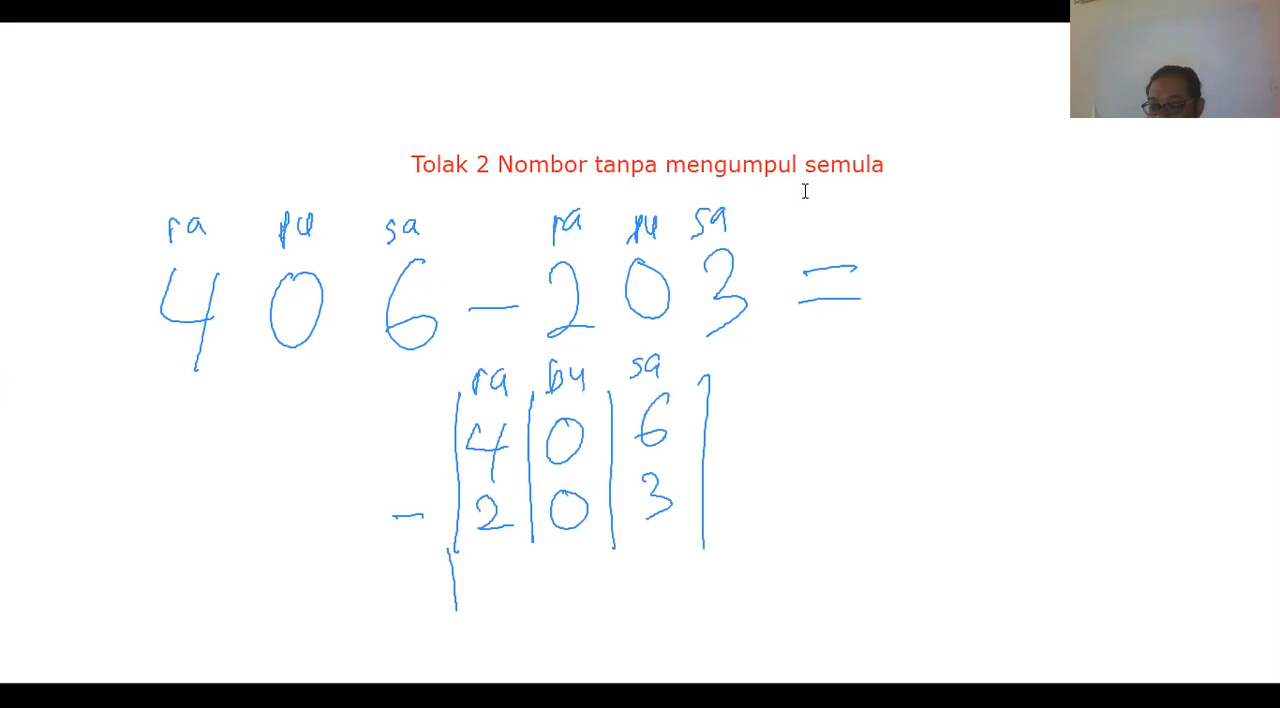 Tolak 2 Nombor tanpa mengumpul semula
ra pu sa ra pu sa
4 0 6 - 2 0 3 =
ra pu sa
4 0 6
- 2 0 3